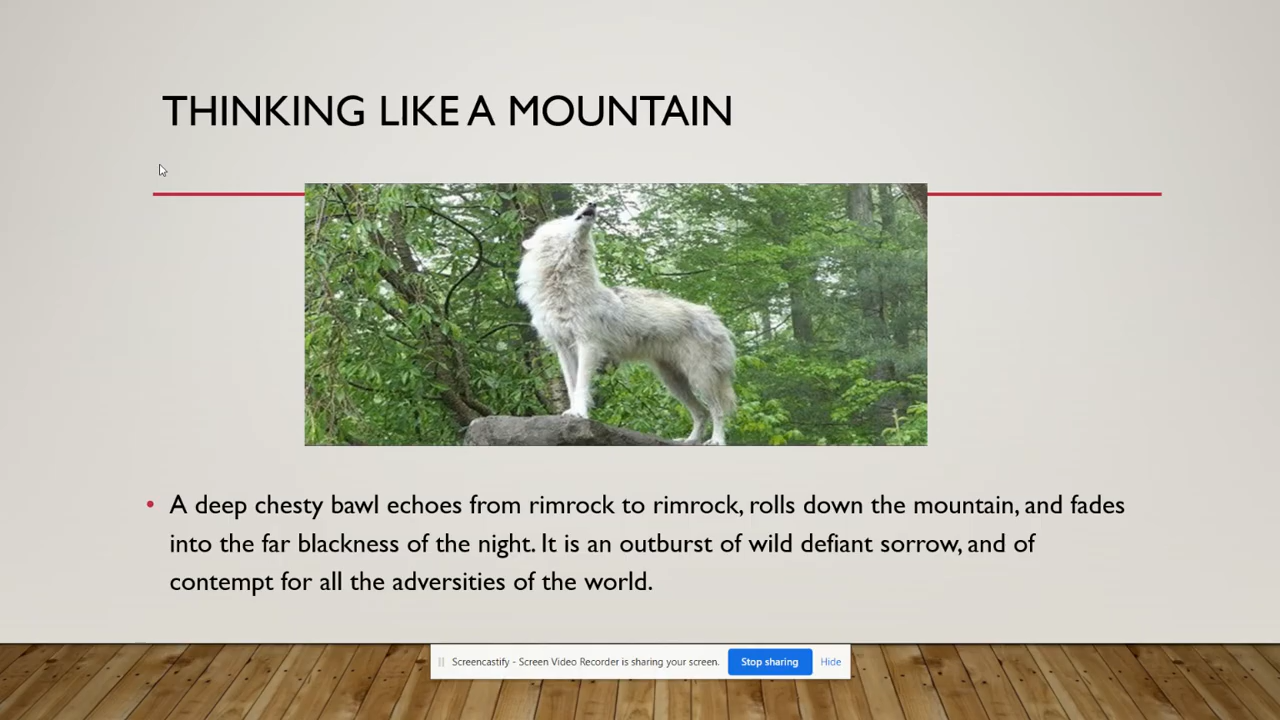 THINKING LIKE A MOUNTAIN
• A deep chesty bawl echoes from rimrock to rimrock, rolls down the mountain, and fades
into the far blackness of the night. It is an outburst of wild defiant sorrow, and of
contempt for all the adversities of the world.
Screencastify - Screen Video Recorder is sharing your screen. Stop sharing Hide